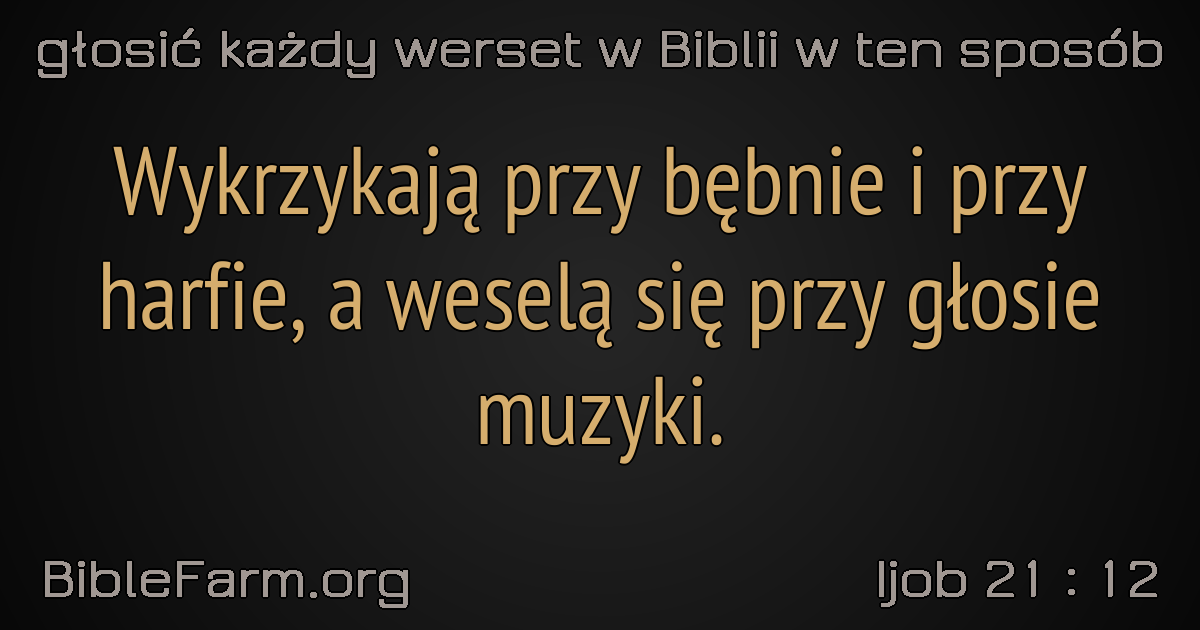 głosić każdy werset w Biblii w ten sposób
Wykrzykają przy bębnie i przy
harfie, a weselą się przy głosie
muzyki.
BibleFarm.org
Ijob 21 : 12